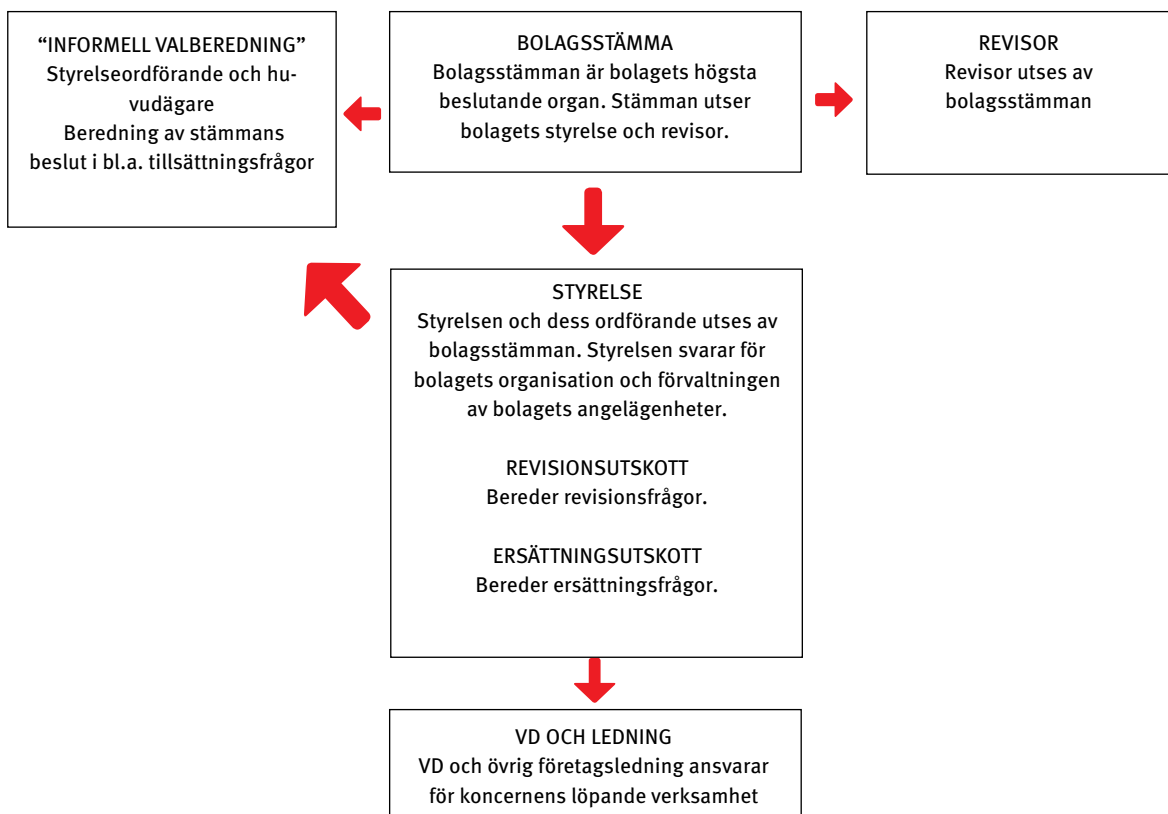 “INFORMELL VALBEREDNING”
Styrelseordförande och hu-
vudägare
Beredning av stämmans
beslut i bl.a. tillsättningsfrågor
BOLAGSSTÄMMA
Bolagsstämman är bolagets högsta
beslutande organ. Stämman utser
bolagets styrelse och revisor.
REVISOR
Revisor utses av
bolagsstämman
STYRELSE
Styrelsen och dess ordförande utses av
bolagsstämman. Styrelsen svarar för
bolagets organisation och förvaltningen
av bolagets angelägenheter.
REVISIONSUTSKOTT
Bereder revisionsfrågor.
ERSÄTTNINGSUTSKOTT
Bereder ersättningsfrågor.
VD OCH LEDNING
VD och övrig företagsledning ansvarar
för koncernens löpande verksamhet